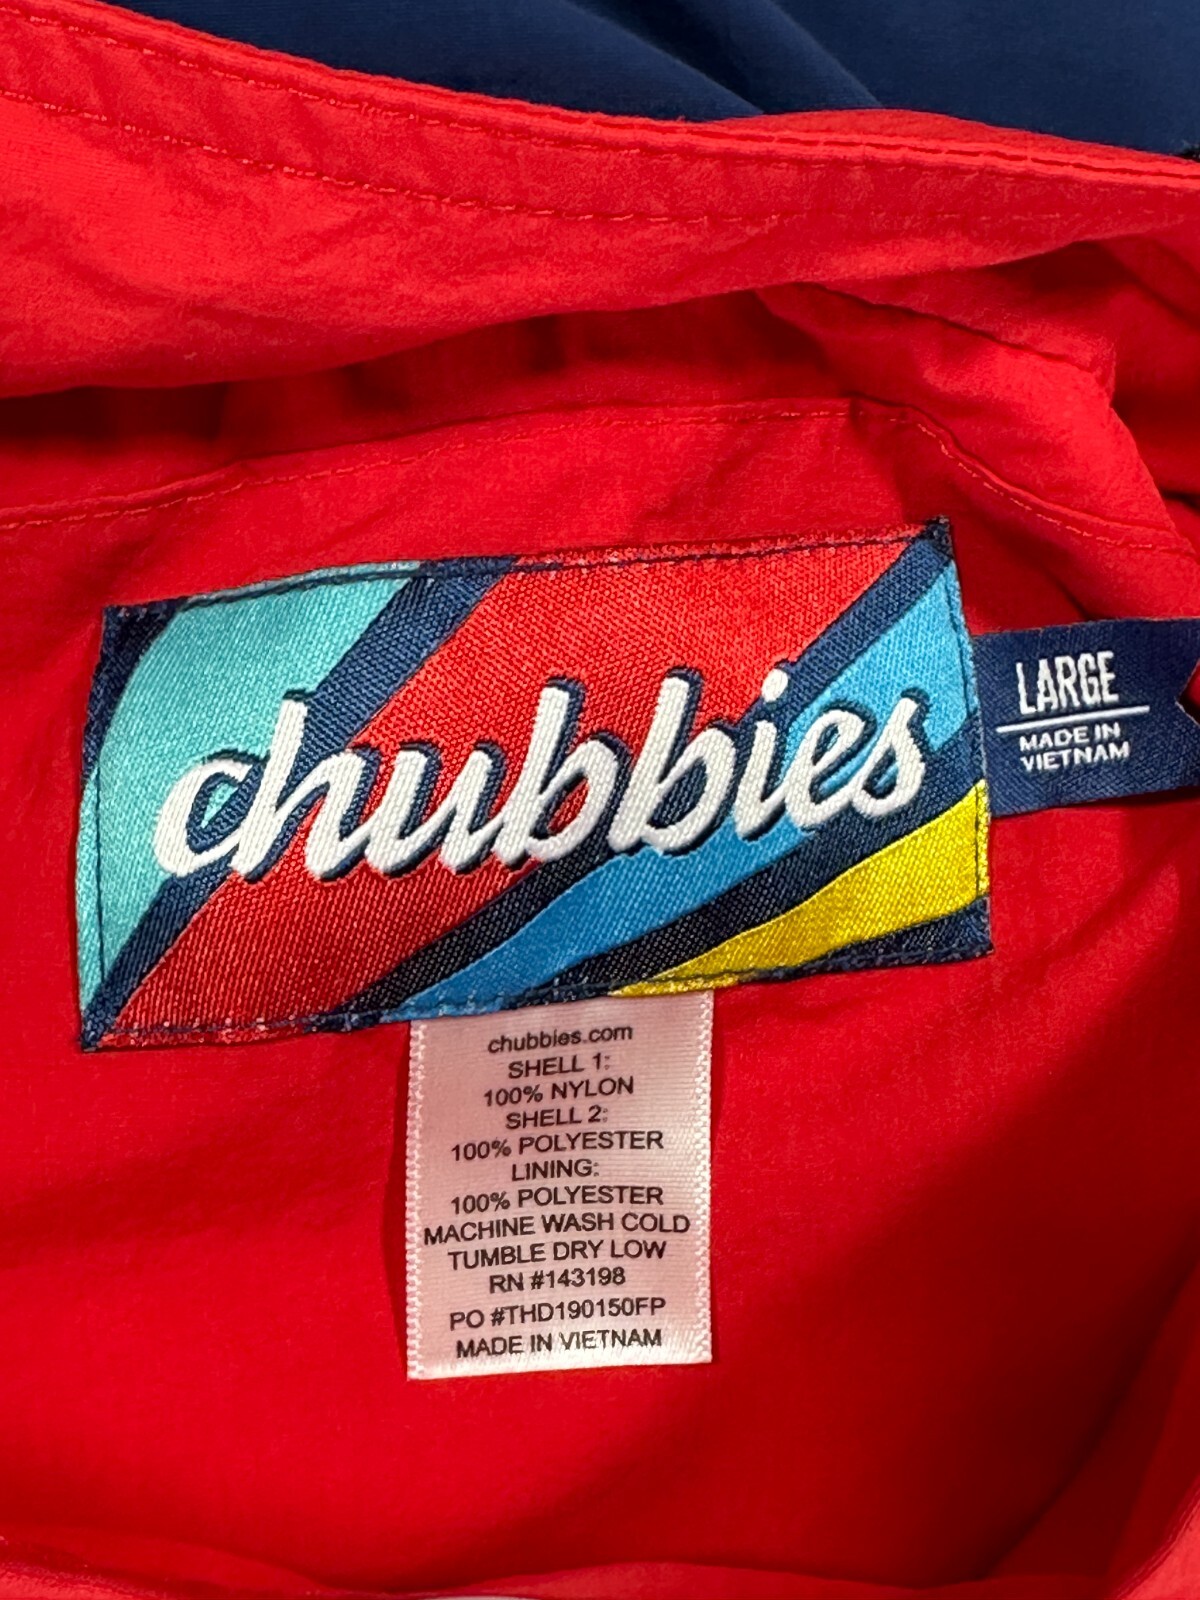 chubbies
LARGE
MADE IN
VIETNAM
chubbies.com
SHELL 1:
100% NYLON
SHELL 2:
100% POLYESTER
LINING:
100% POLYESTER
MACHINE WASH COLD
TUMBLE DRY LOW
RN #143198
PO #THD190150FP
MADE IN VIETNAM